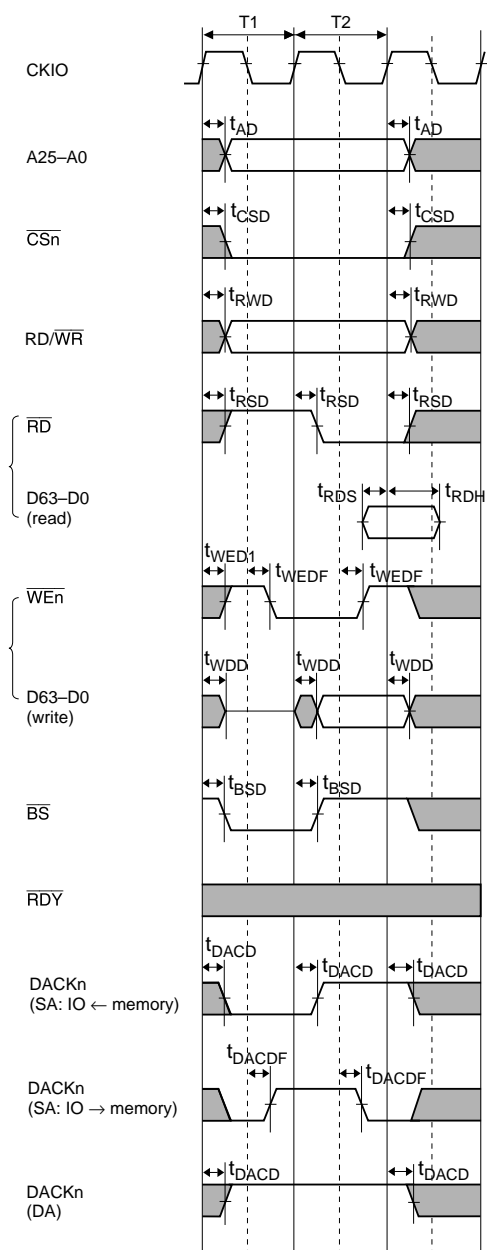 T1 T2
CKIO
tAD tAD
A25–A0
tCSD tCSD
CSn
tRWD tRWD
RD/WR
tRSD tRSD tRSD
RD
D63–D0
(read)
tRDS tRDH
tWED1 tWEDF tWEDF
WEn
tWDD tWDD tWDD
D63–D0
(write)
tBSD tBSD
BS
RDY
tDACD tDACD tDACD
DACKn
(SA: IO ← memory)
tDACDF tDACDF
DACKn
(SA: IO → memory)
tDACD tDACD
DACKn
(DA)